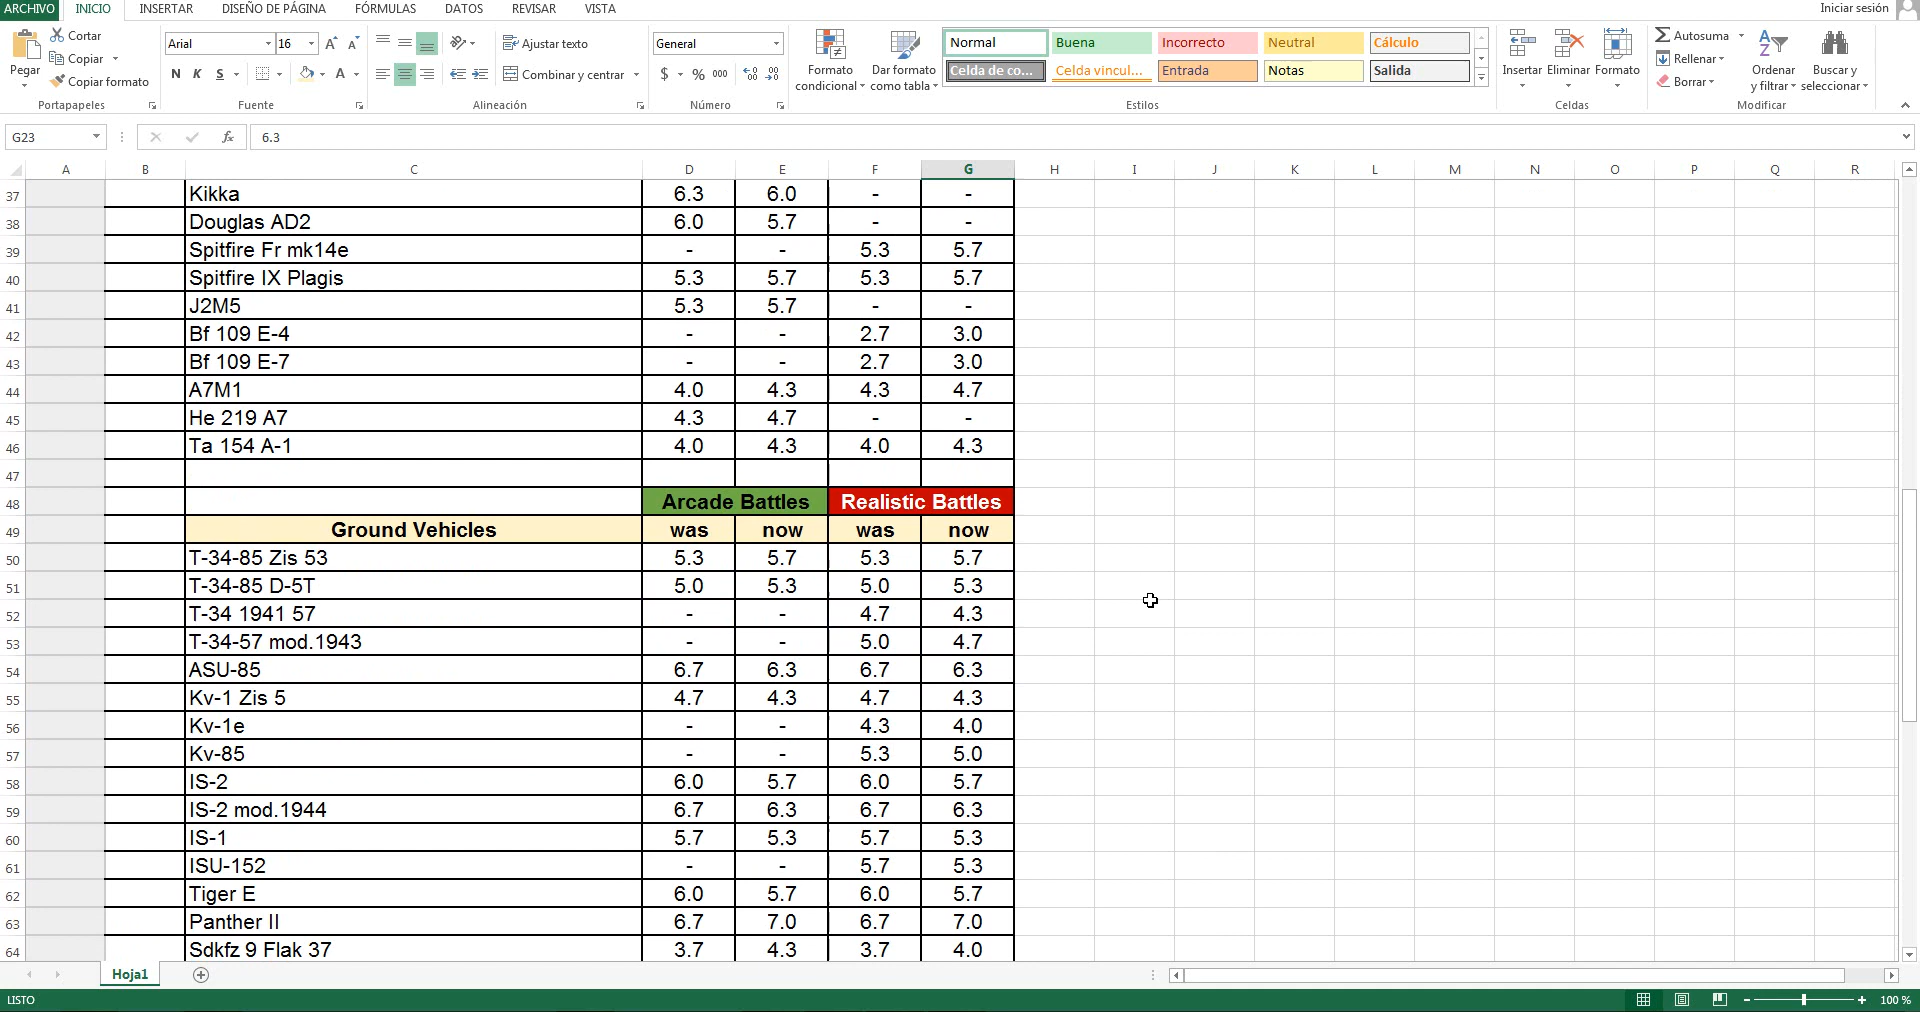 ARCHIVO INICIO INSERTAR DISEÑO DE PÁGINA FÓRMULAS DATOS REVISAR VISTA Iniciar sesión
Pegar
Cortar
Copiar
Copiar formato
Portapapeles
Arial 16 A A
N K S A
Fuente
Ajustar texto
Combinar y centrar
Alineación
General
$ % 000
Número
Formato condicional
Dar formato como tabla
Normal Buena Incorrecto Neutral Cálculo
Celda de co... Celda vincul... Entrada Notas Salida
Estilos
Insertar Eliminar Formato
Celdas
Autosuma
Rellenar
Borrar
Ordenar y filtrar
Buscar y seleccionar
Modificar
G23 fx 6.3
A B C D E F G H I J K L M N O P Q R
37 Kikka 6.3 6.0 - -
38 Douglas AD2 6.0 5.7 - -
39 Spitfire Fr mk14e - - 5.3 5.7
40 Spitfire IX Plagis 5.3 5.7 5.3 5.7
41 J2M5 5.3 5.7 - -
42 Bf 109 E-4 - - 2.7 3.0
43 Bf 109 E-7 - - 2.7 3.0
44 A7M1 4.0 4.3 4.3 4.7
45 He 219 A7 4.3 4.7 - -
46 Ta 154 A-1 4.0 4.3 4.0 4.3
47
48 Arcade Battles Realistic Battles
49 Ground Vehicles was now was now
50 T-34-85 Zis 53 5.3 5.7 5.3 5.7
51 T-34-85 D-5T 5.0 5.3 5.0 5.3
52 T-34 1941 57 - - 4.7 4.3
53 T-34-57 mod.1943 - - 5.0 4.7
54 ASU-85 6.7 6.3 6.7 6.3
55 Kv-1 Zis 5 4.7 4.3 4.7 4.3
56 Kv-1e - - 4.3 4.0
57 Kv-85 - - 5.3 5.0
58 IS-2 6.0 5.7 6.0 5.7
59 IS-2 mod.1944 6.7 6.3 6.7 6.3
60 IS-1 5.7 5.3 5.7 5.3
61 ISU-152 - - 5.7 5.3
62 Tiger E 6.0 5.7 6.0 5.7
63 Panther II 6.7 7.0 6.7 7.0
64 Sdkfz 9 Flak 37 3.7 4.3 3.7 4.0
Hoja1
LISTO 100 %